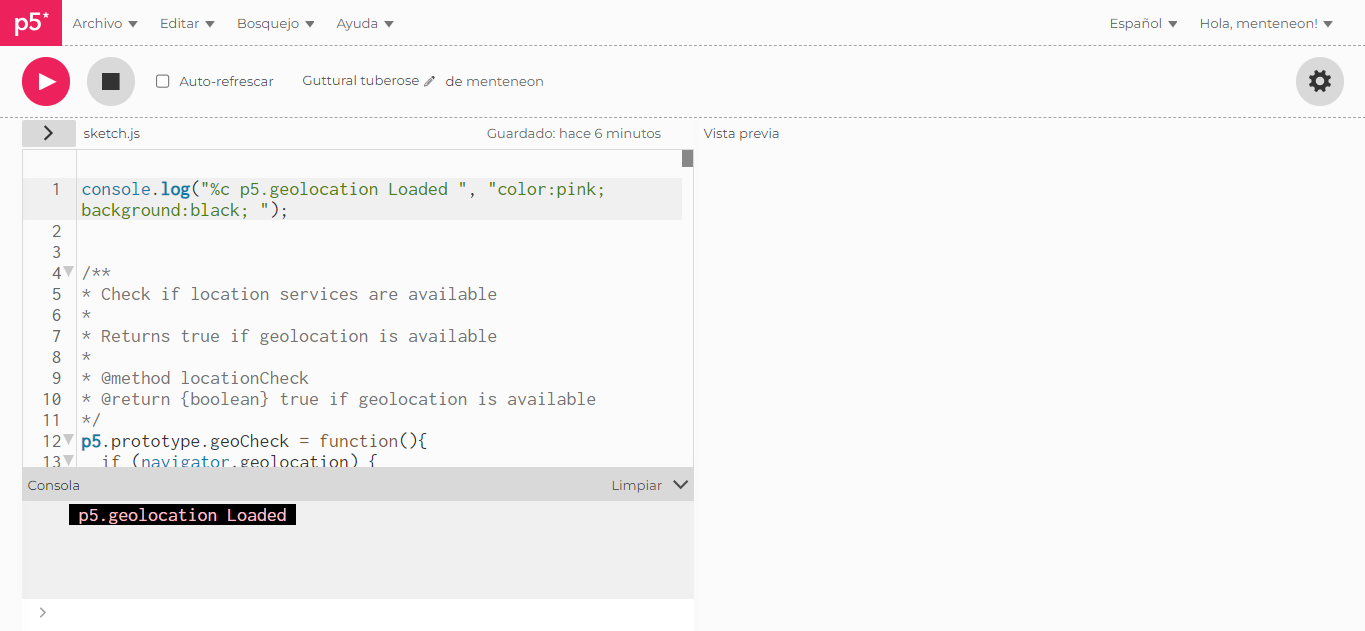 p5*
Archivo Editar Bosquejo Ayuda Español Hola, menteneon!
Auto-refrescar Guttural tuberose de menteneon
sketch.js Guardado: hace 6 minutos Vista previa
1 console.log("%c p5.geolocation Loaded ", "color:pink;
background:black; ");
2
3
4 /**
5 * Check if location services are available
6 *
7 * Returns true if geolocation is available
8 *
9 * @method locationCheck
10 * @return {boolean} true if geolocation is available
11 */
12 p5.prototype.geoCheck = function(){
13 if (navigator.geolocation) {
Consola Limpiar
p5.geolocation Loaded
>